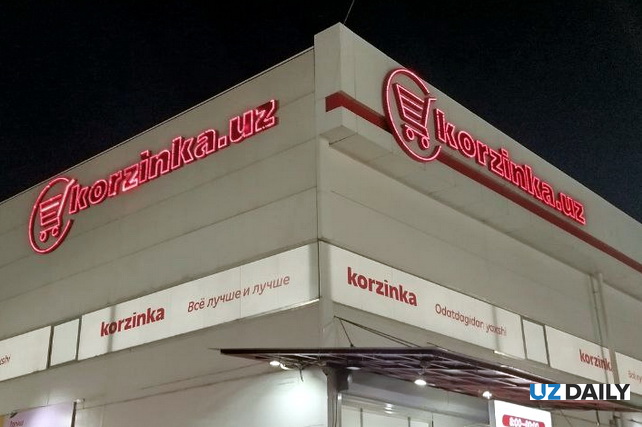 korzinka.uz
korzinka.uz
korzinka Всё лучше и лучше
korzinka Odatdagidan yaxshi
korzinka
UZ DAILY